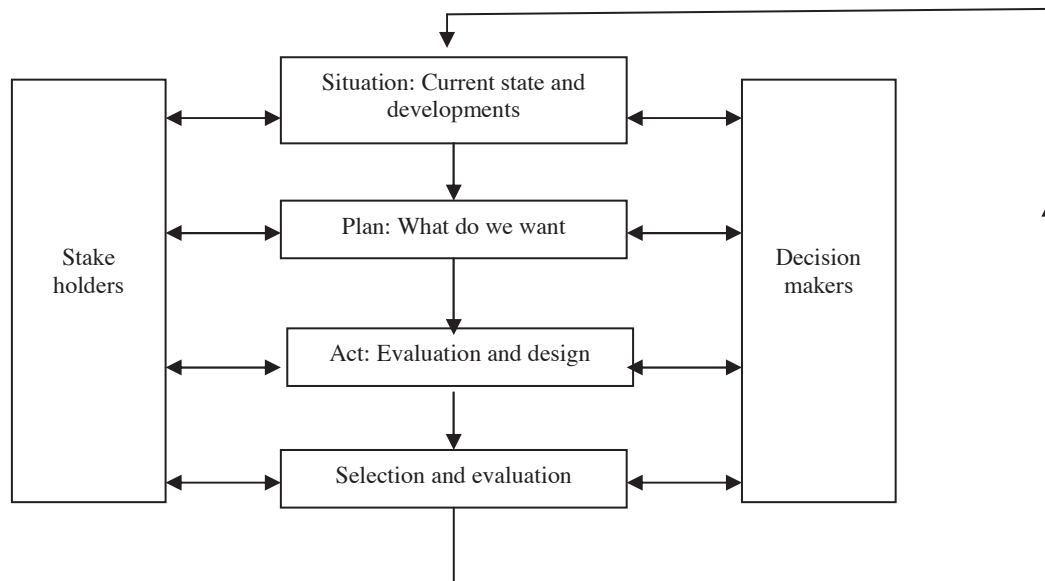 Situation: Current state and
developments
Plan: What do we want
Stake
holders
Decision
makers
Act: Evaluation and design
Selection and evaluation